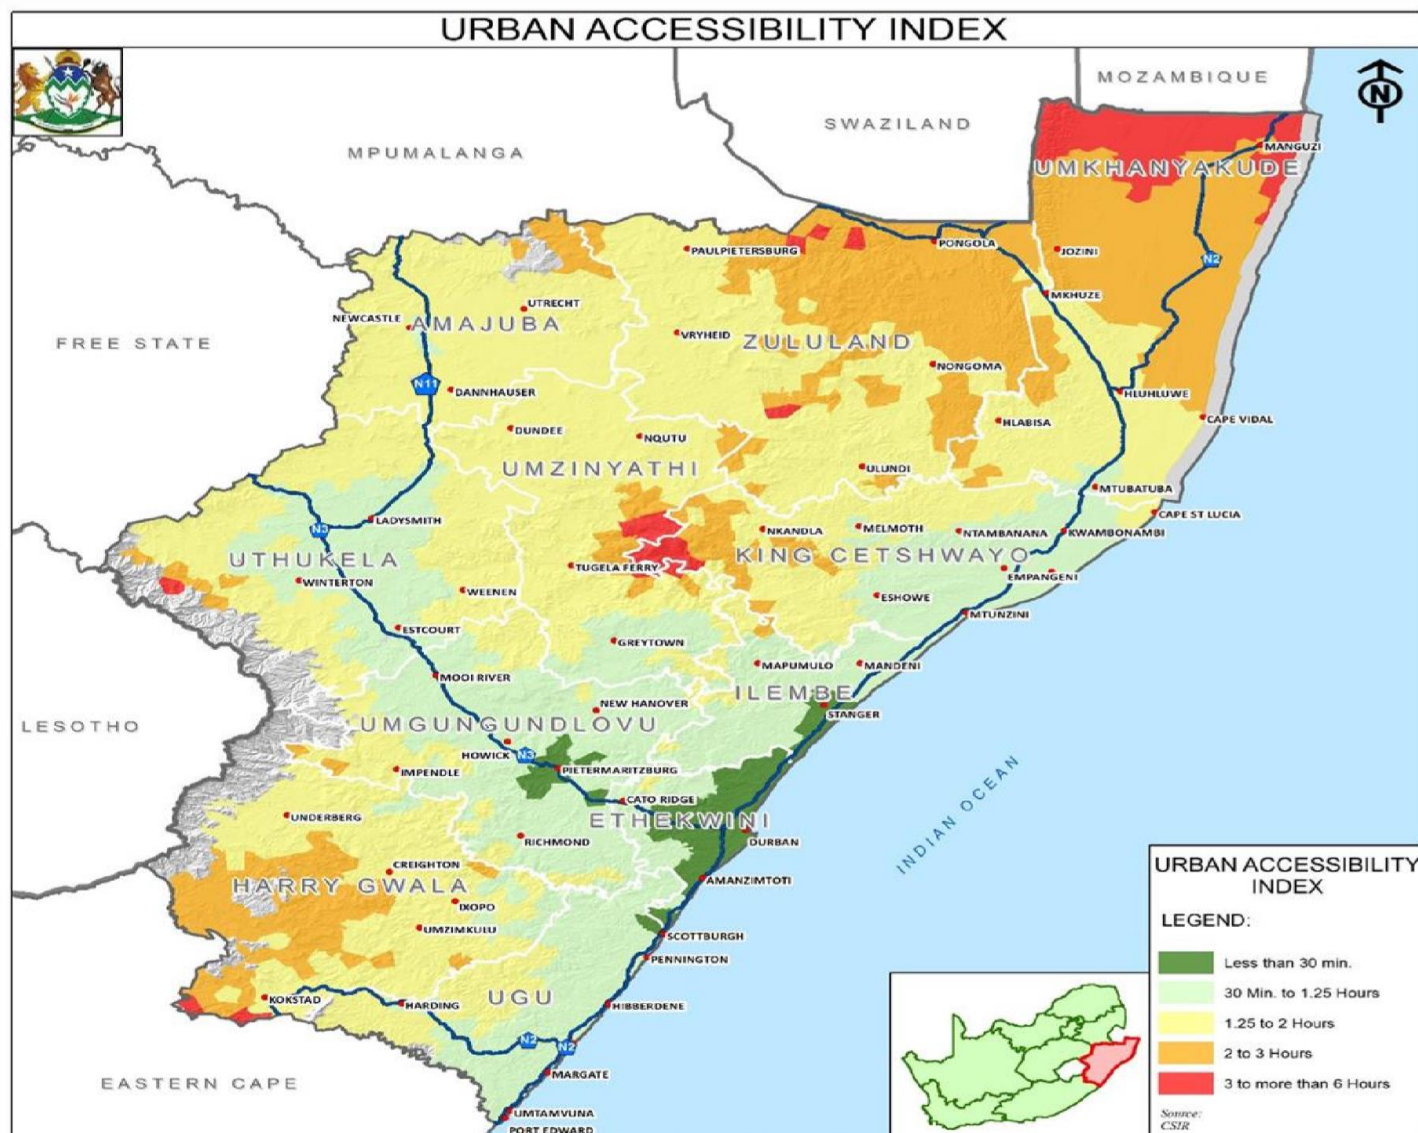 URBAN ACCESSIBILITY INDEX
MOZAMBIQUE
SWAZILAND
MPUMALANGA
MANGUZI
UMKHANYAKUDE
PAULPIETERSBURG
PONGOLA
JOZINI
N2
MKHUZE
UTRECHT
NEWCASTLE
AMAJUBA
VRYHEID
ZULULAND
FREE STATE
NONGOMA
N11
DANNHAUSER
HLUHLUWE
HLABISA
CAPE VIDAL
DUNDEE
NQUTU
UMZINYATHI
ULUNDI
MTUBATUBA
CAPE ST LUCIA
LADYSMITH
N3
NKANDLA
MELMOTH
NTAMBANANA
KWAMBONAMBI
UTHUKELA
KING CETSHWAYO
TUGELA FERRY
EMPANGENI
WINTERTON
WEENEN
ESHOWE
MTUNZINI
ESTCOURT
GREYTOWN
MAPUMULO
MANDENI
MOOI RIVER
ILEMBE
NEW HANOVER
STANGER
LESOTHO
UMGUNGUNDLOVU
HOWICK
N3
PIETERMARITZBURG
IMPENDLE
CATO RIDGE
UNDERBERG
ETHEKWINI
DURBAN
RICHMOND
INDIAN OCEAN
CREIGHTON
AMANZIMTOTI
HARRY GWALA
IXOPO
UMZIMKULU
SCOTTBURGH
PENNINGTON
KOKSTAD
HARDING
UGU
HIBBERDENE
N2
N2
MARGATE
EASTERN CAPE
UMTAMVUNA
PORT EDWARD
N
URBAN ACCESSIBILITY
INDEX
LEGEND:
Less than 30 min.
30 Min. to 1.25 Hours
1.25 to 2 Hours
2 to 3 Hours
3 to more than 6 Hours
Source:
CSIR